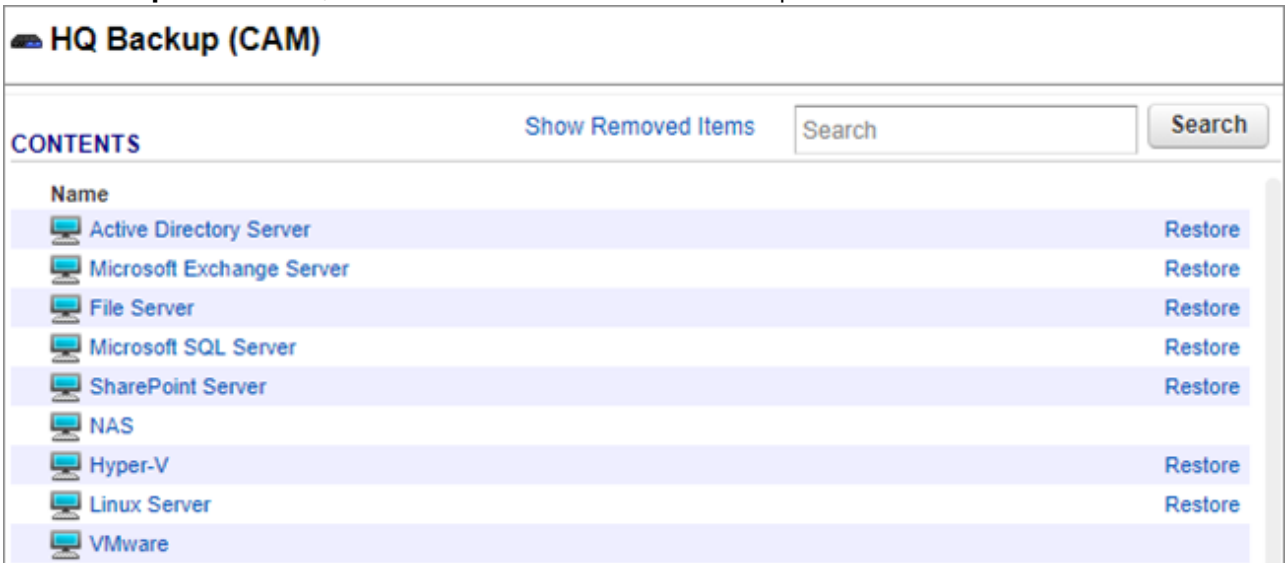 HQ Backup (CAM)
CONTENTS Show Removed Items Search Search
Name
Active Directory Server Restore
Microsoft Exchange Server Restore
File Server Restore
Microsoft SQL Server Restore
SharePoint Server Restore
NAS
Hyper-V Restore
Linux Server Restore
VMware